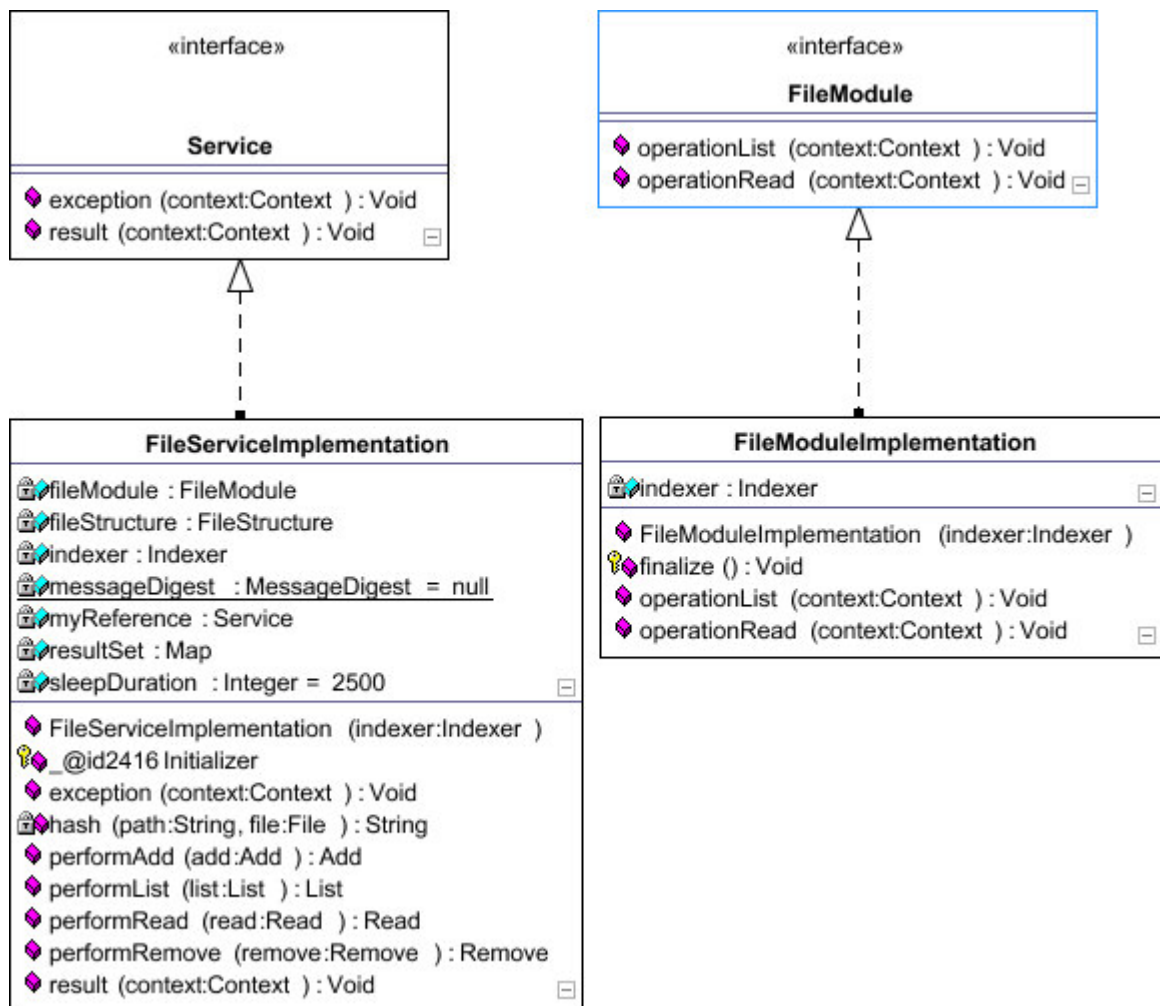 «interface»
Service
exception (context:Context ) : Void
result (context:Context ) : Void
«interface»
FileModule
operationList (context:Context ) : Void
operationRead (context:Context ) : Void
FileServiceImplementation
fileModule : FileModule
fileStructure : FileStructure
indexer : Indexer
messageDigest : MessageDigest = null
myReference : Service
resultSet : Map
sleepDuration : Integer = 2500
FileServiceImplementation (indexer:Indexer )
_@id2416 Initializer
exception (context:Context ) : Void
hash (path:String, file:File ) : String
performAdd (add:Add ) : Add
performList (list:List ) : List
performRead (read:Read ) : Read
performRemove (remove:Remove ) : Remove
result (context:Context ) : Void
FileModuleImplementation
indexer : Indexer
FileModuleImplementation (indexer:Indexer )
finalize () : Void
operationList (context:Context ) : Void
operationRead (context:Context ) : Void